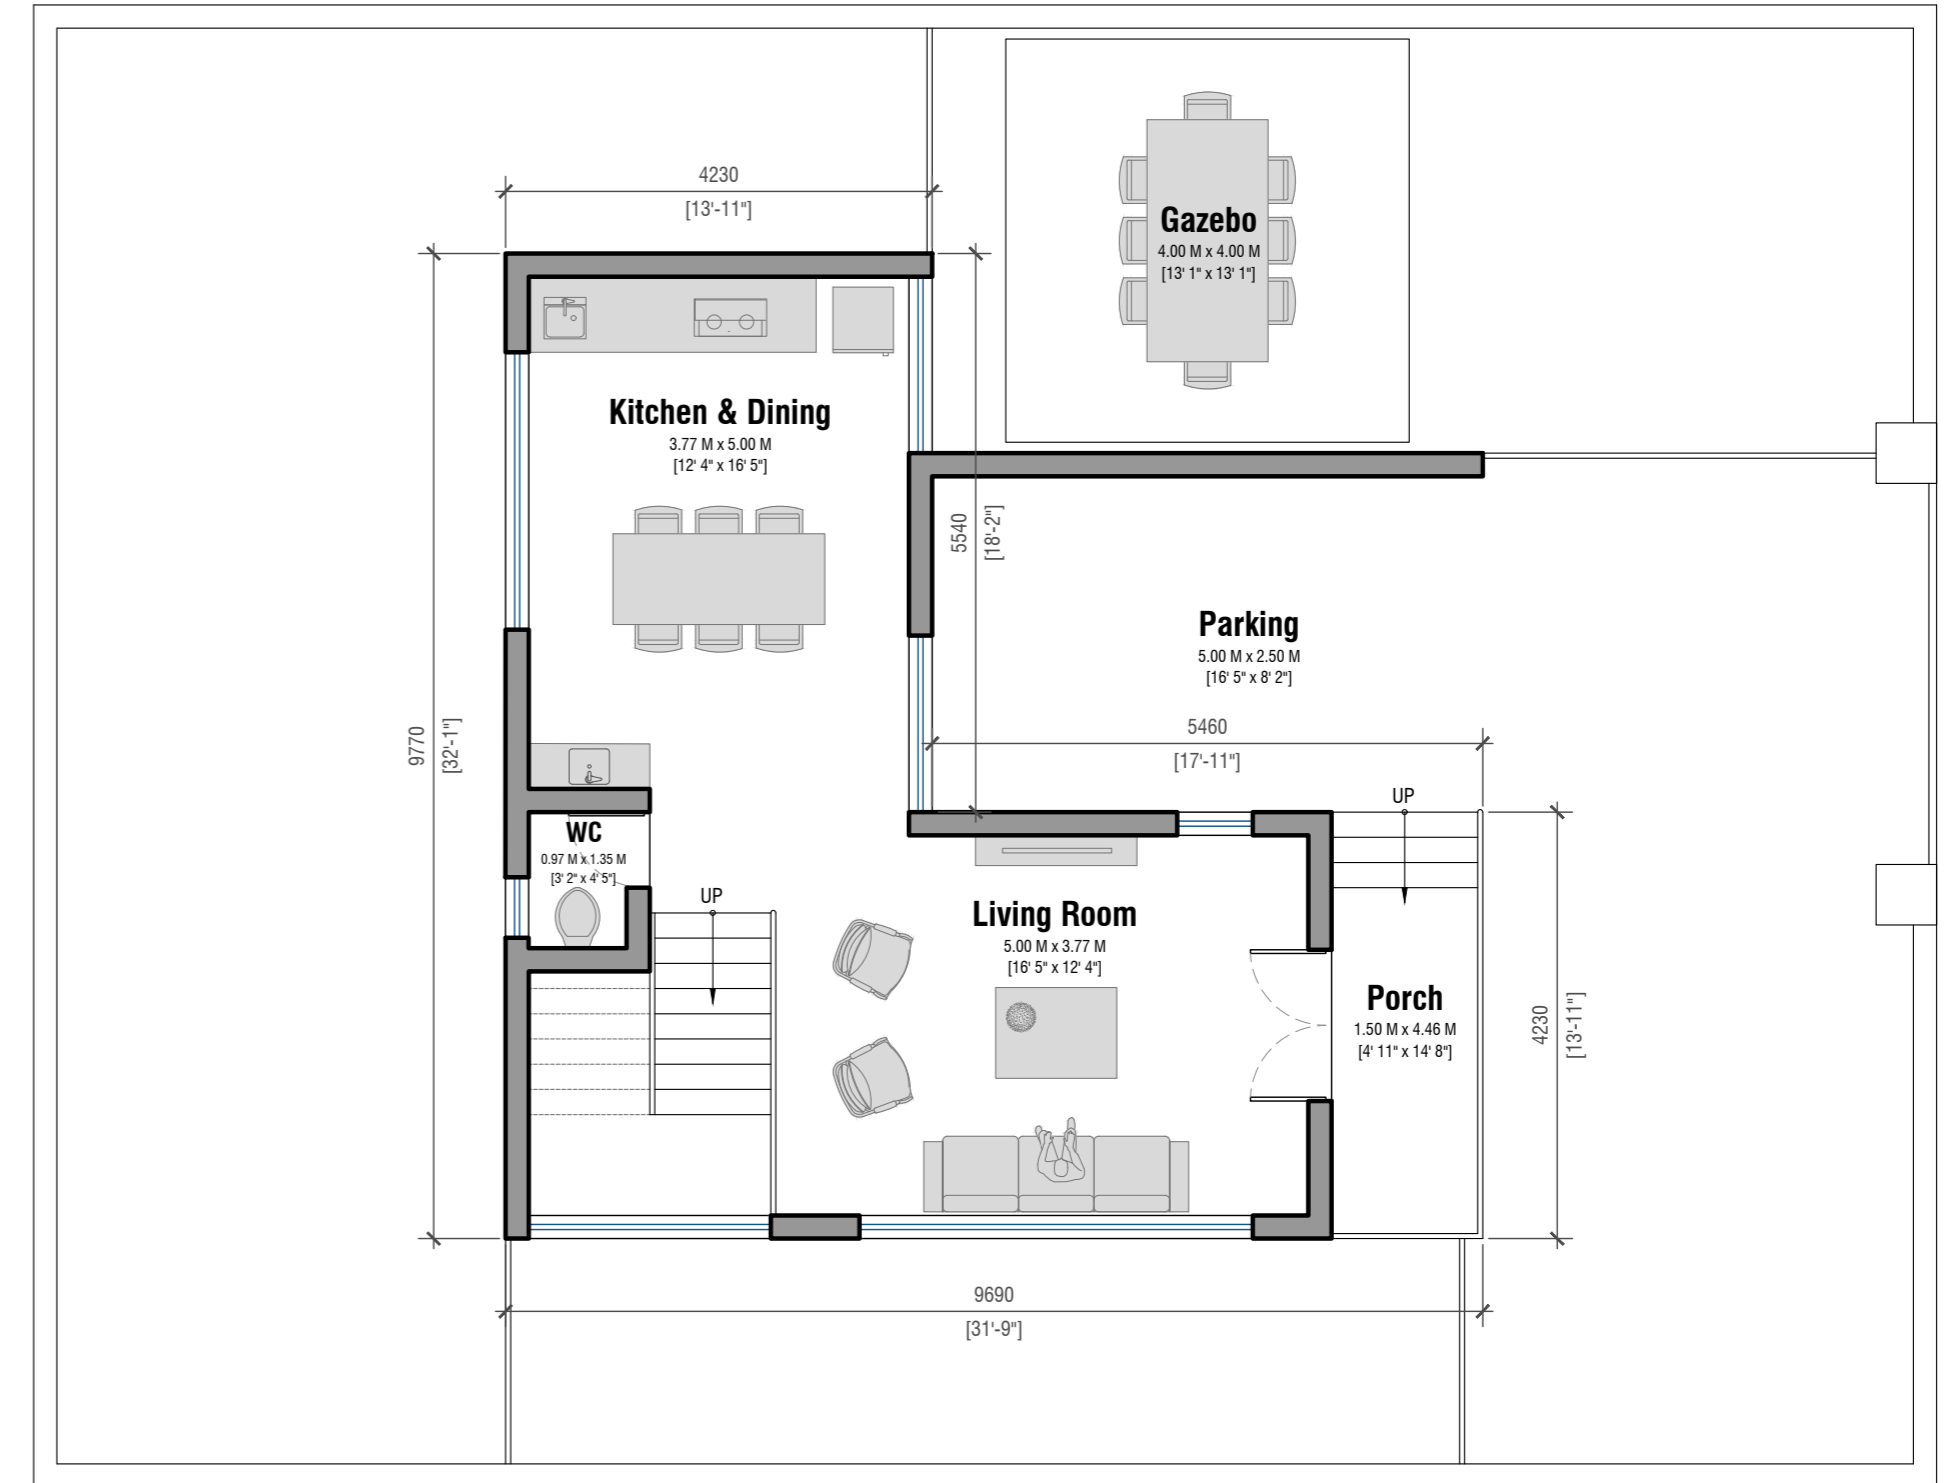 4230
[13'-11"]
Gazebo
4.00 M x 4.00 M
[13' 1" x 13' 1"]
Kitchen & Dining
3.77 M x 5.00 M
[12' 4" x 16' 5"]
5540
[18'-2"]
Parking
5.00 M x 2.50 M
[16' 5" x 8' 2"]
9770
[32'-1"]
5460
[17'-11"]
UP
WC
0.97 M x 1.35 M
[3' 2" x 4' 5"]
UP
Living Room
5.00 M x 3.77 M
[16' 5" x 12' 4"]
Porch
1.50 M x 4.46 M
[4' 11" x 14' 8"]
4230
[13'-11"]
9690
[31'-9"]